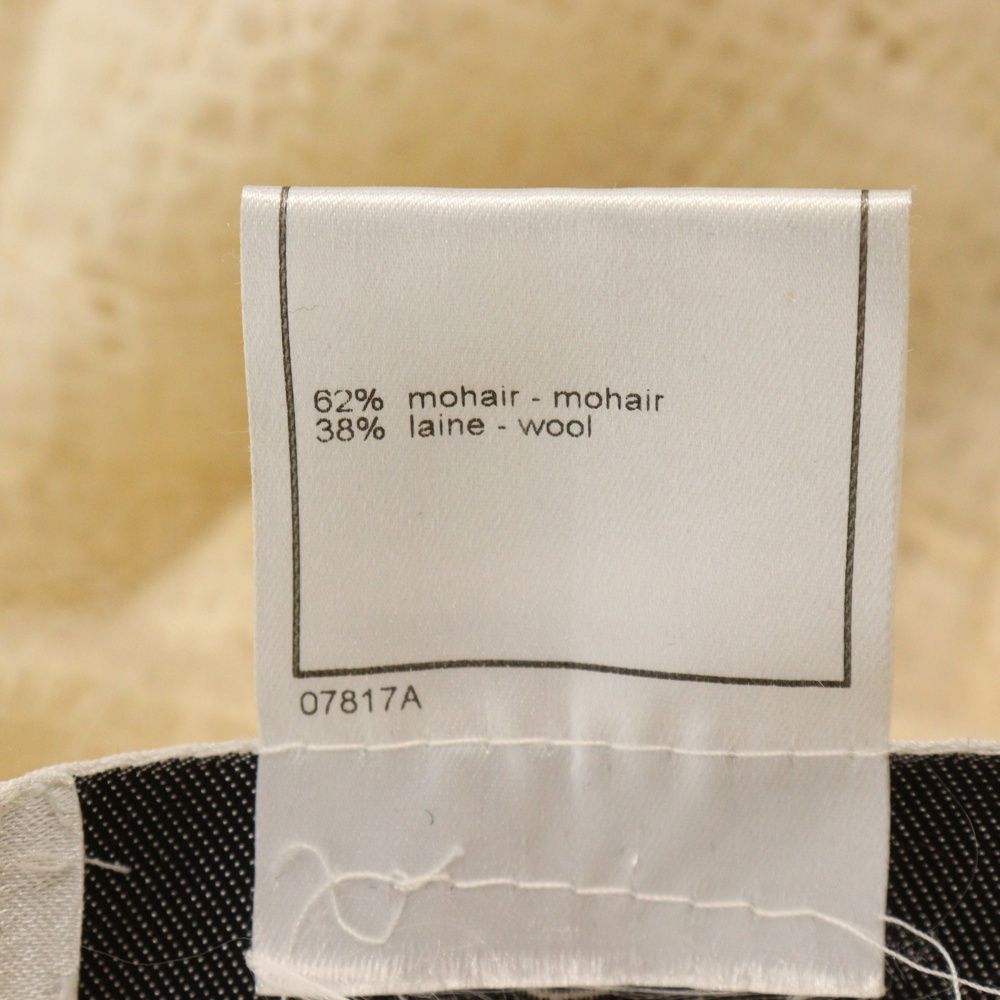 62% mohair - mohair
38% laine - wool
07817A